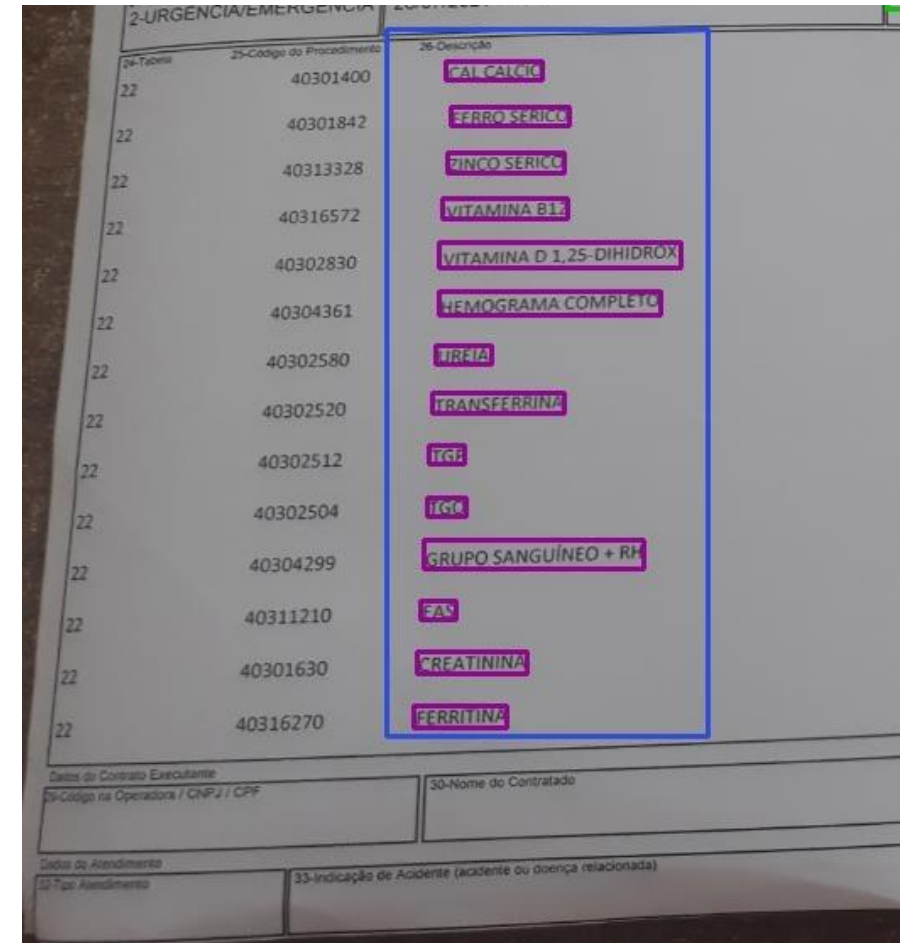 2-URGÊNCIA/EMERGÊNCIA
24-Tabela 25-Código do Procedimento 26-Descrição
22 40301400 CAL CALCIO
22 40301842 FERRO SERICO
22 40313328 ZINCO SERICO
22 40316572 VITAMINA B12
22 40302830 VITAMINA D 1,25-DIHIDRÓX
22 40304361 HEMOGRAMA COMPLETO
22 40302580 UREIA
22 40302520 TRANSFERRINA
22 40302512 TGP
22 40302504 TGO
22 40304299 GRUPO SANGUÍNEO + RH
22 40311210 EAS
22 40301630 CREATININA
22 40316270 FERRITINA
Dados do Contrato Executante
29-Código na Operadora / CNPJ / CPF 30-Nome do Contratado
Dados do Atendimento
32-Tipo Atendimento 33-Indicação de Acidente (acidente ou doença relacionada)